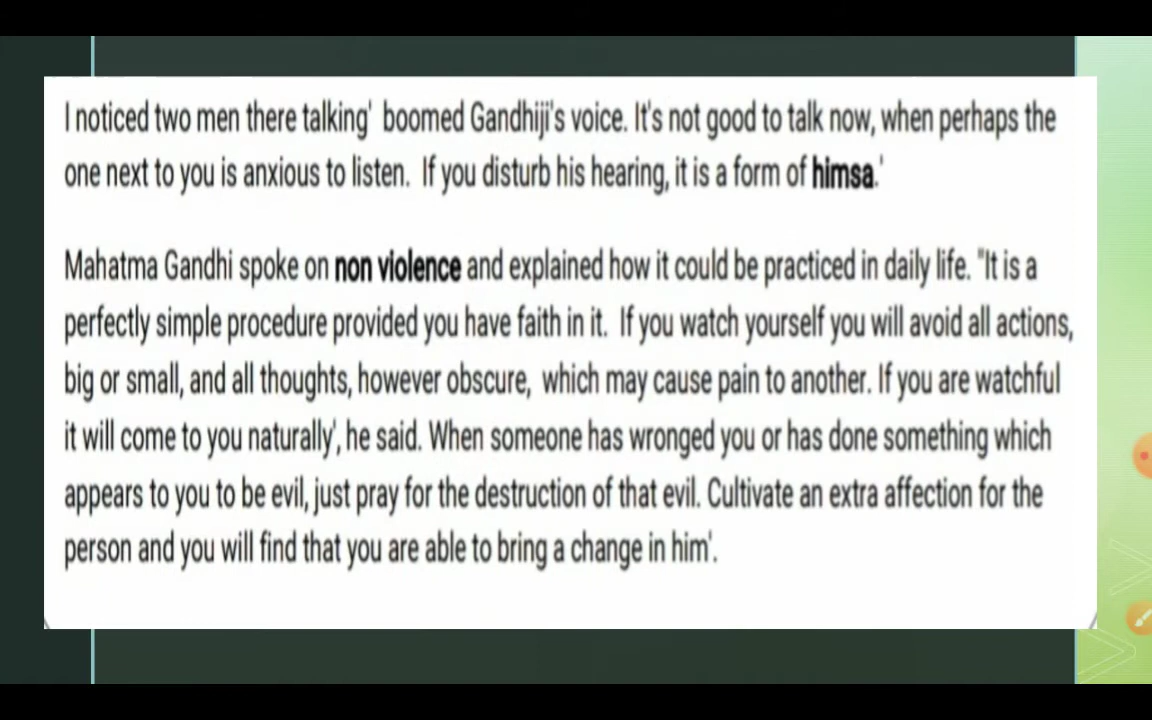 I noticed two men there talking' boomed Gandhiji's voice. It's not good to talk now, when perhaps the
one next to you is anxious to listen. If you disturb his hearing, it is a form of himsa.'
Mahatma Gandhi spoke on non violence and explained how it could be practiced in daily life. "It is a
perfectly simple procedure provided you have faith in it. If you watch yourself you will avoid all actions,
big or small, and all thoughts, however obscure, which may cause pain to another. If you are watchful
it will come to you naturally', he said. When someone has wronged you or has done something which
appears to you to be evil, just pray for the destruction of that evil. Cultivate an extra affection for the
person and you will find that you are able to bring a change in him'.